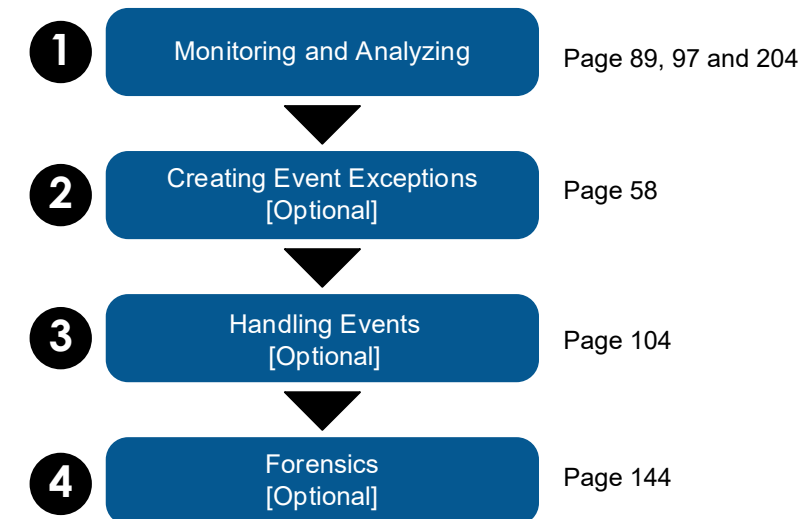 1
Monitoring and Analyzing
Page 89, 97 and 204
2
Creating Event Exceptions
[Optional]
Page 58
3
Handling Events
[Optional]
Page 104
4
Forensics
[Optional]
Page 144